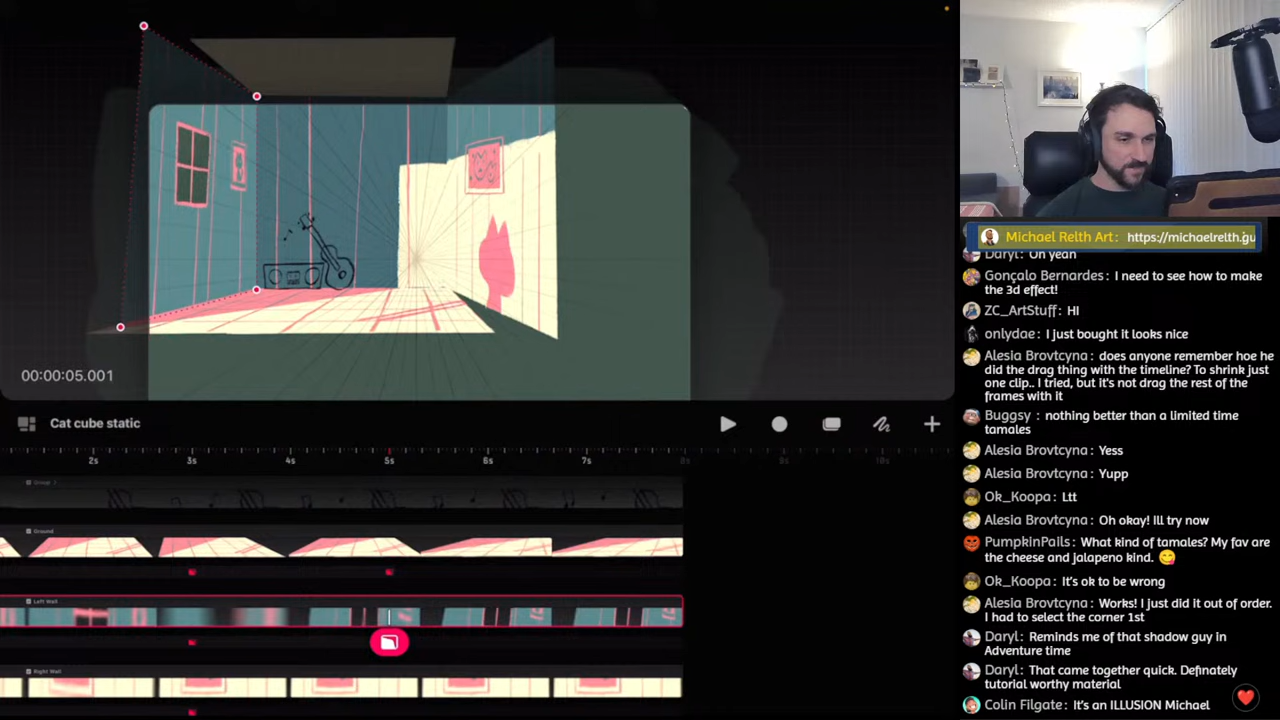 00:00:05.001
Cat cube static
2s 3s 4s 5s 6s 7s 8s 9s 10s
Ground
Left Wall
Right Wall
Michael Relth Art: https://michaelrelth.gu
Daryl: Oh yeah
Gonçalo Bernardes: I need to see how to make
the 3d effect!
ZC_ArtStuff: HI
onlydae: I just bought it looks nice
Alesia Brovtcyna: does anyone remember hoe he
did the drag thing with the timeline? To shrink just
one clip.. I tried, but it's not drag the rest of the
frames with it
Buggsy : nothing better than a limited time
tamales
Alesia Brovtcyna: Yess
Alesia Brovtcyna: Yupp
Ok_Koopa: Ltt
Alesia Brovtcyna: Oh okay! Ill try now
PumpkinPails: What kind of tamales? My fav are
the cheese and jalapeno kind. 😋
Ok_Koopa: It's ok to be wrong
Alesia Brovtcyna: Works! I just did it out of order.
I had to select the corner 1st
Daryl: Reminds me of that shadow guy in
Adventure time
Daryl: That came together quick. Definately
tutorial worthy material
Colin Filgate: It's an ILLUSION Michael